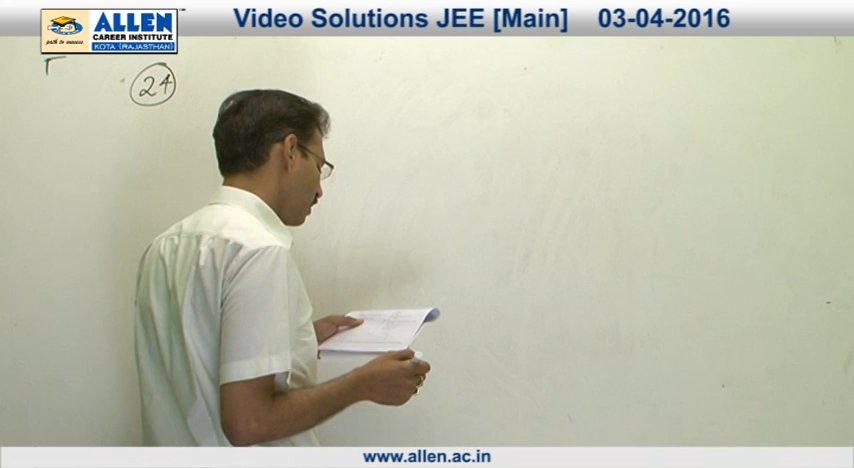 ALLEN
CAREER INSTITUTE
KOTA (RAJASTHAN)
path to success
Video Solutions JEE [Main] 03-04-2016
24
www.allen.ac.in